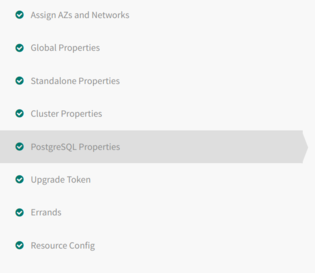 Assign AZs and Networks
Global Properties
Standalone Properties
Cluster Properties
PostgreSQL Properties
Upgrade Token
Errands
Resource Config